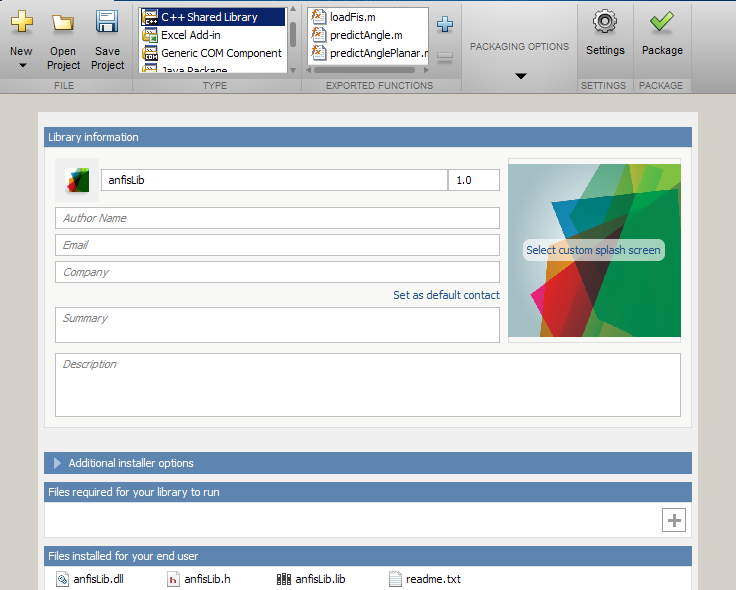 New
Open Project
Save Project
FILE
C++ Shared Library
Excel Add-in
Generic COM Component
Java Package
TYPE
loadFis.m
predictAngle.m
predictAnglePlanar.m
EXPORTED FUNCTIONS
PACKAGING OPTIONS
Settings
SETTINGS
Package
PACKAGE
Library information
anfisLib
1.0
Author Name
Email
Company
Set as default contact
Summary
Description
Select custom splash screen
Additional installer options
Files required for your library to run
Files installed for your end user
anfisLib.dll
anfisLib.h
anfisLib.lib
readme.txt